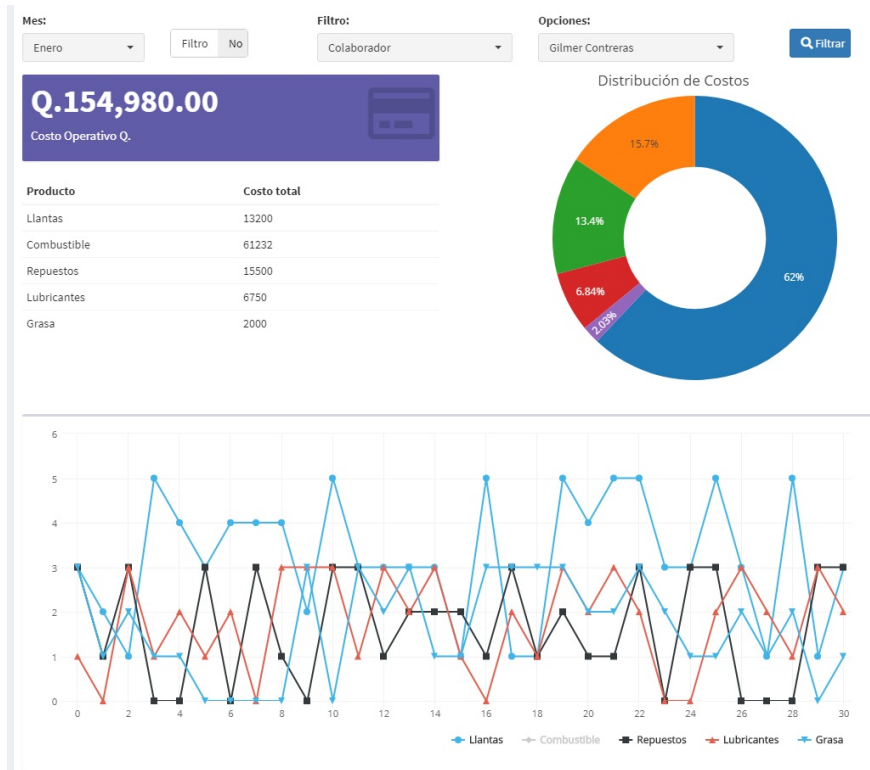 Mes: Filtro: Opciones:
Enero Filtro No Colaborador Gilmer Contreras Filtrar
Q.154,980.00
Costo Operativo Q.
Producto Costo total
Llantas 13200
Combustible 61232
Repuestos 15500
Lubricantes 6750
Grasa 2000
Distribución de Costos
15.7%
13.4%
62%
6.84%
2.03%
6
5
4
3
2
1
0
0 2 4 6 8 10 12 14 16 18 20 22 24 26 28 30
Llantas Combustible Repuestos Lubricantes Grasa